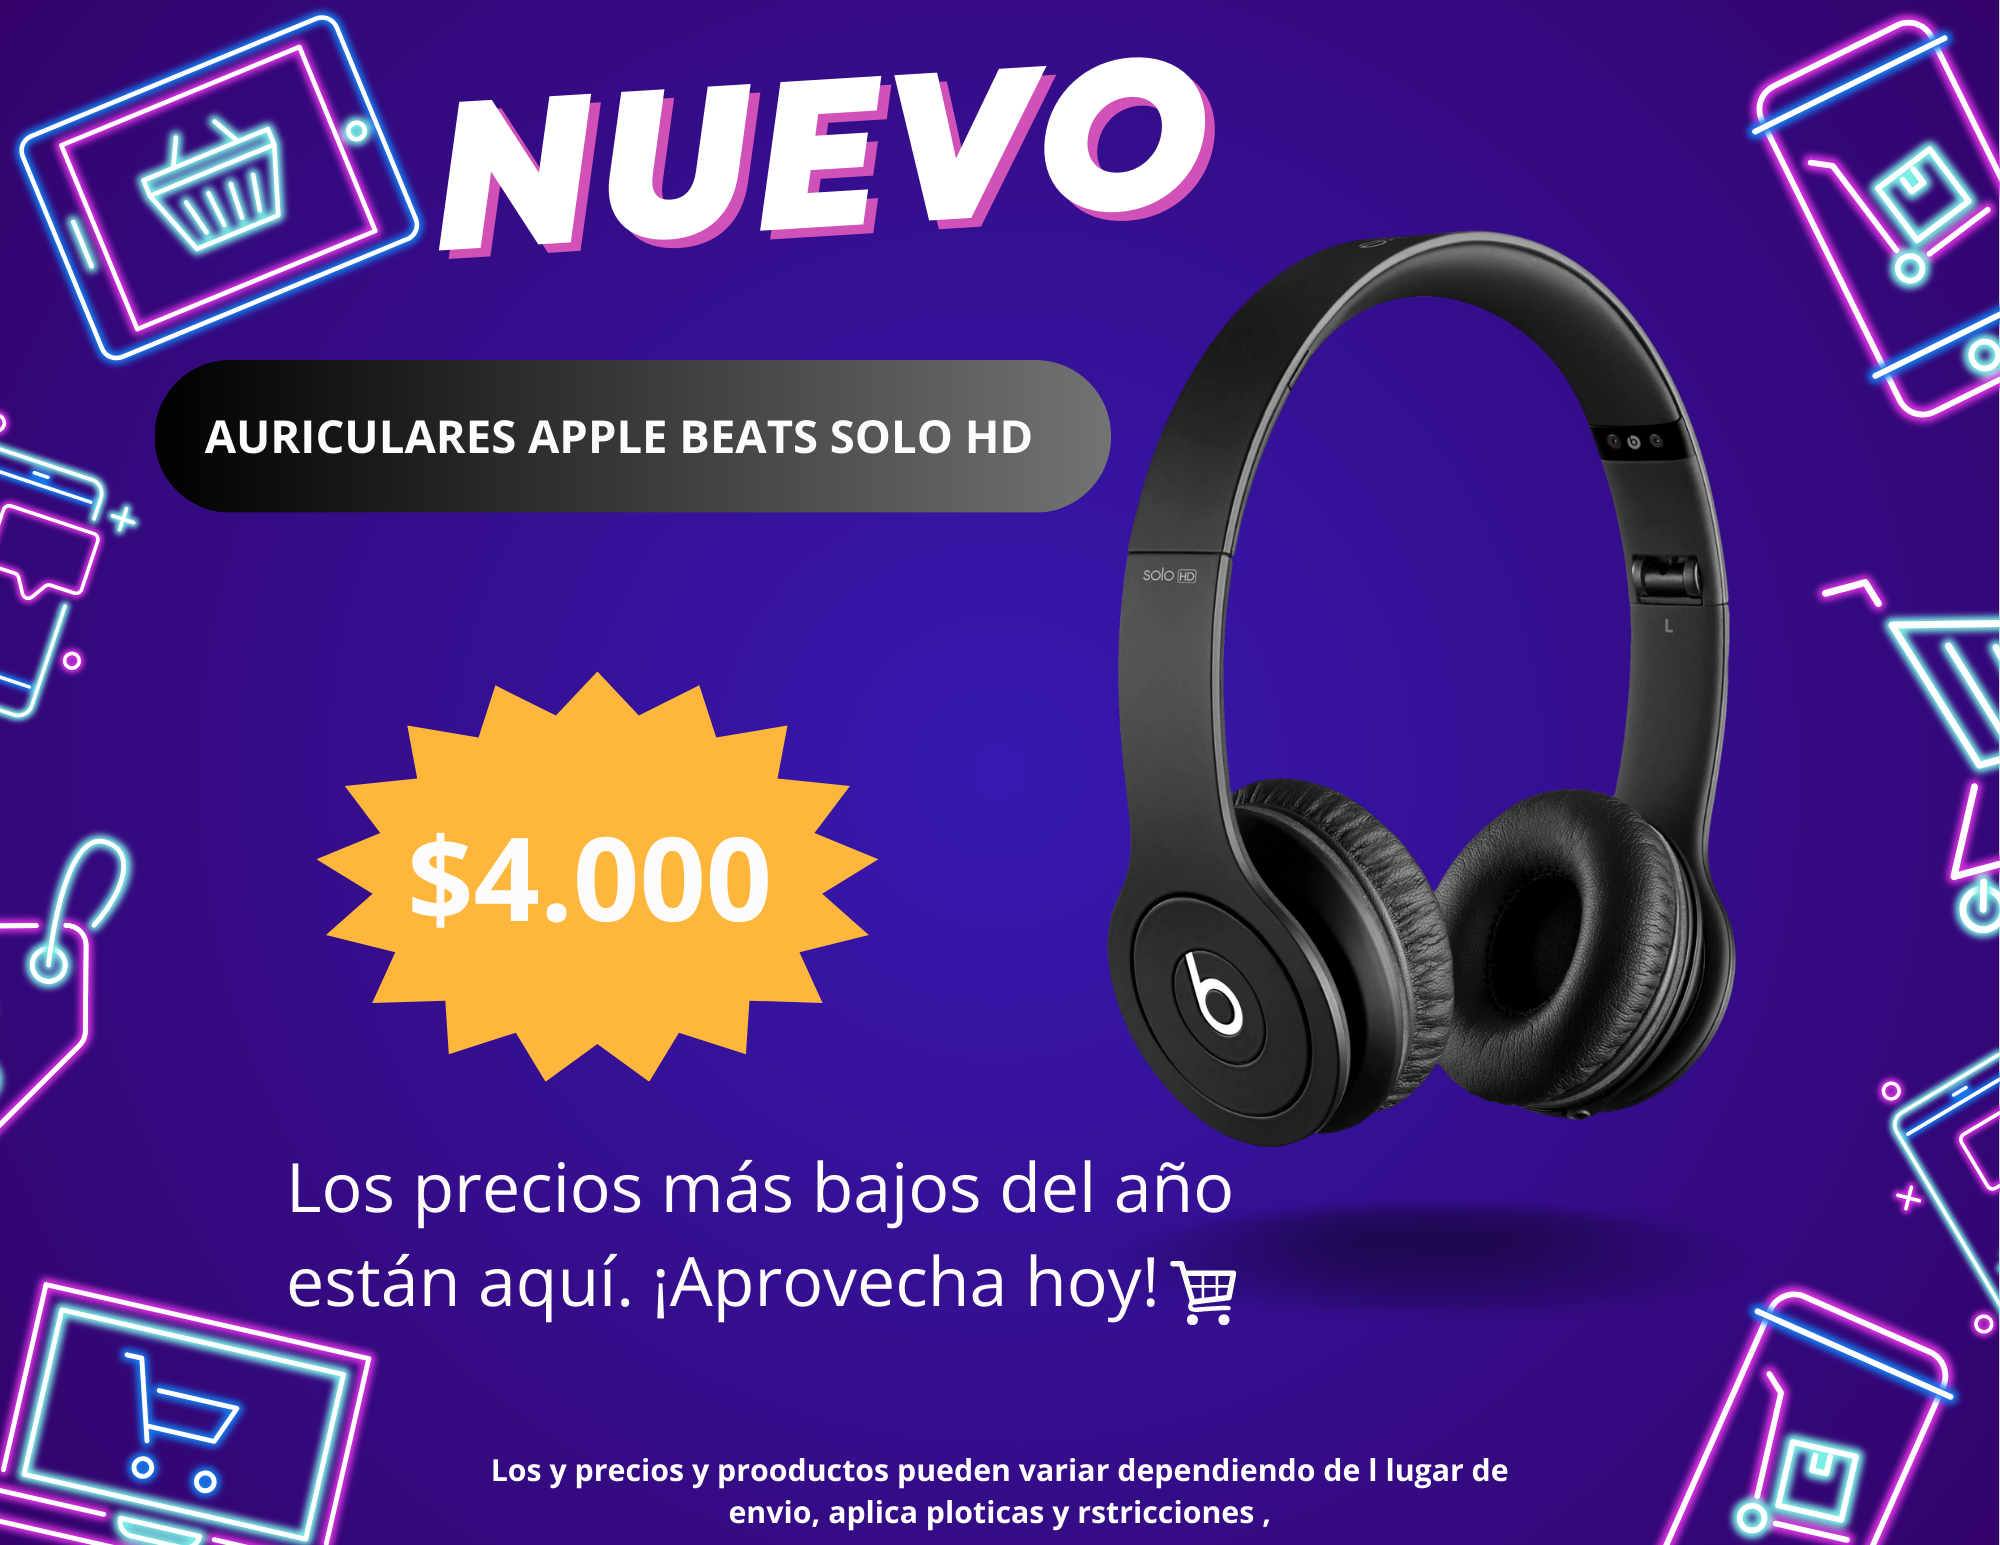 NUEVO
AURICULARES APPLE BEATS SOLO HD
solo HD
L
$4.000
b
Los precios más bajos del año
están aquí. ¡Aprovecha hoy!
Los y precios y prooductos pueden variar dependiendo de l lugar de
envio, aplica ploticas y rstricciones ,